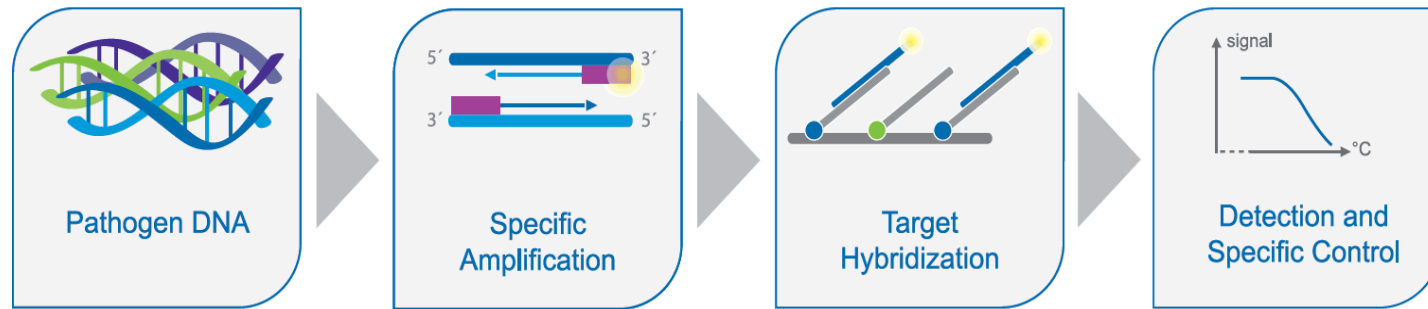 Pathogen DNA
5´
3´
3´
5´
Specific
Amplification
Target
Hybridization
signal
°C
Detection and
Specific Control